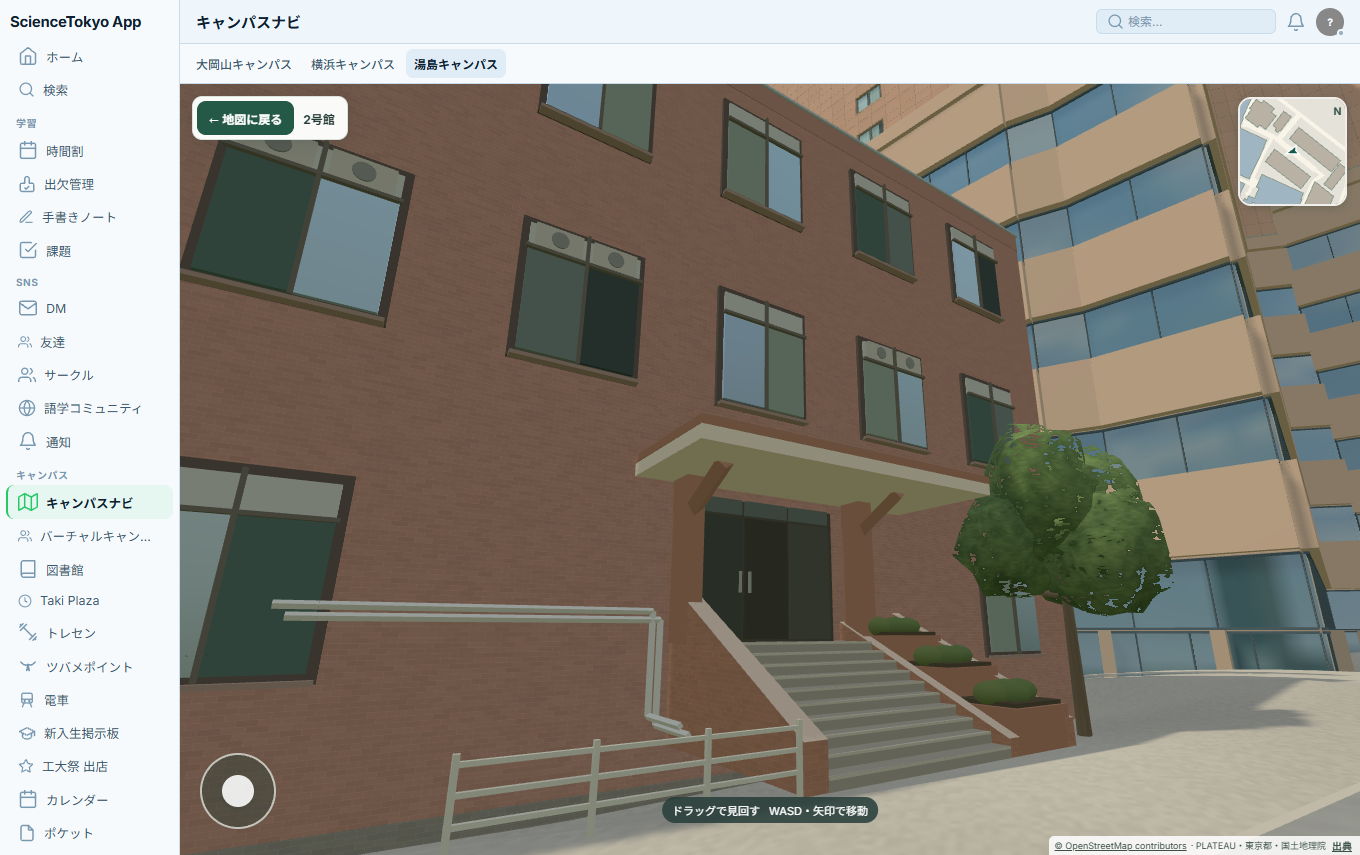 ScienceTokyo App
ホーム
検索
学習
時間割
出欠管理
手書きノート
課題
SNS
DM
友達
サークル
語学コミュニティ
通知
キャンパス
キャンパスナビ
バーチャルキャン...
図書館
Taki Plaza
トレセン
ツバメポイント
電車
新入生掲示板
工大祭 出店
カレンダー
ポケット
キャンパスナビ
検索...
?
大岡山キャンパス
横浜キャンパス
湯島キャンパス
← 地図に戻る
2号館
N
ドラッグで見回す WASD・矢印で移動
© OpenStreetMap contributors · PLATEAU・東京都・国土地理院 出典